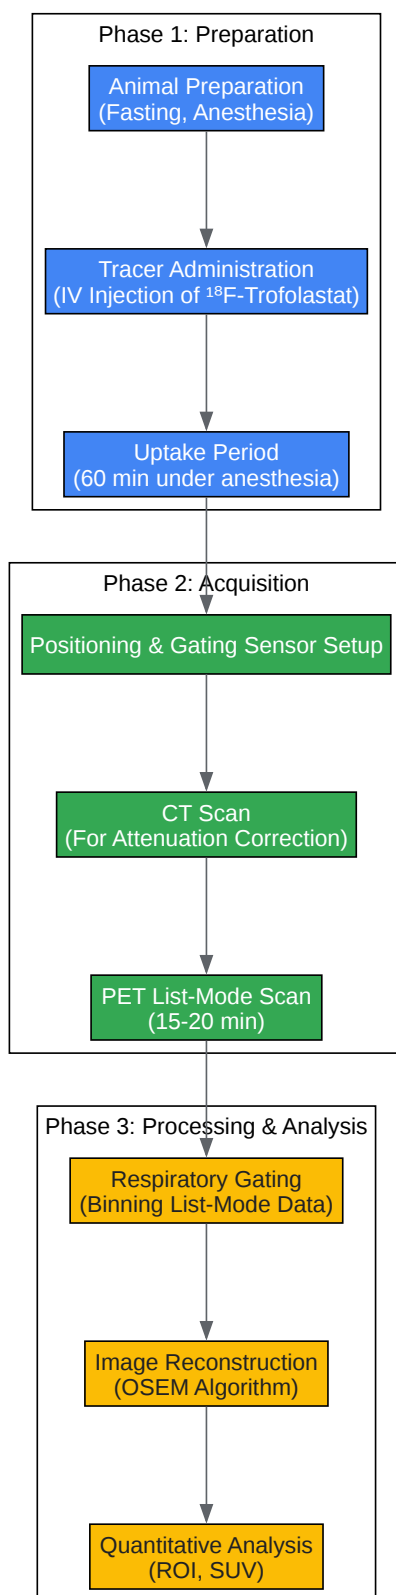 Phase 1: Preparation
Animal Preparation
(Fasting, Anesthesia)
Tracer Administration
(IV Injection of ¹⁸F-Trofolastat)
Uptake Period
(60 min under anesthesia)
Phase 2: Acquisition
Positioning & Gating Sensor Setup
CT Scan
(For Attenuation Correction)
PET List-Mode Scan
(15-20 min)
Phase 3: Processing & Analysis
Respiratory Gating
(Binning List-Mode Data)
Image Reconstruction
(OSEM Algorithm)
Quantitative Analysis
(ROI, SUV)